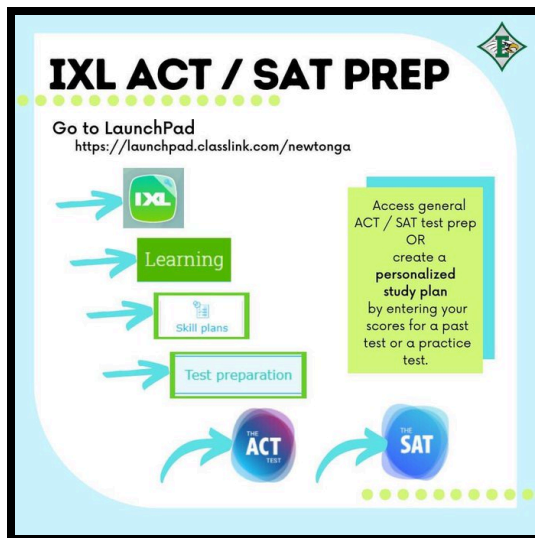 IXL ACT / SAT PREP
Go to LaunchPad
https://launchpad.classlink.com/newtonga
IXL
Learning
Skill plans
Test preparation
THE
ACT
TEST
THE
SAT
Access general
ACT / SAT test prep
OR
create a
personalized
study plan
by entering your
scores for a past
test or a practice
test.
E